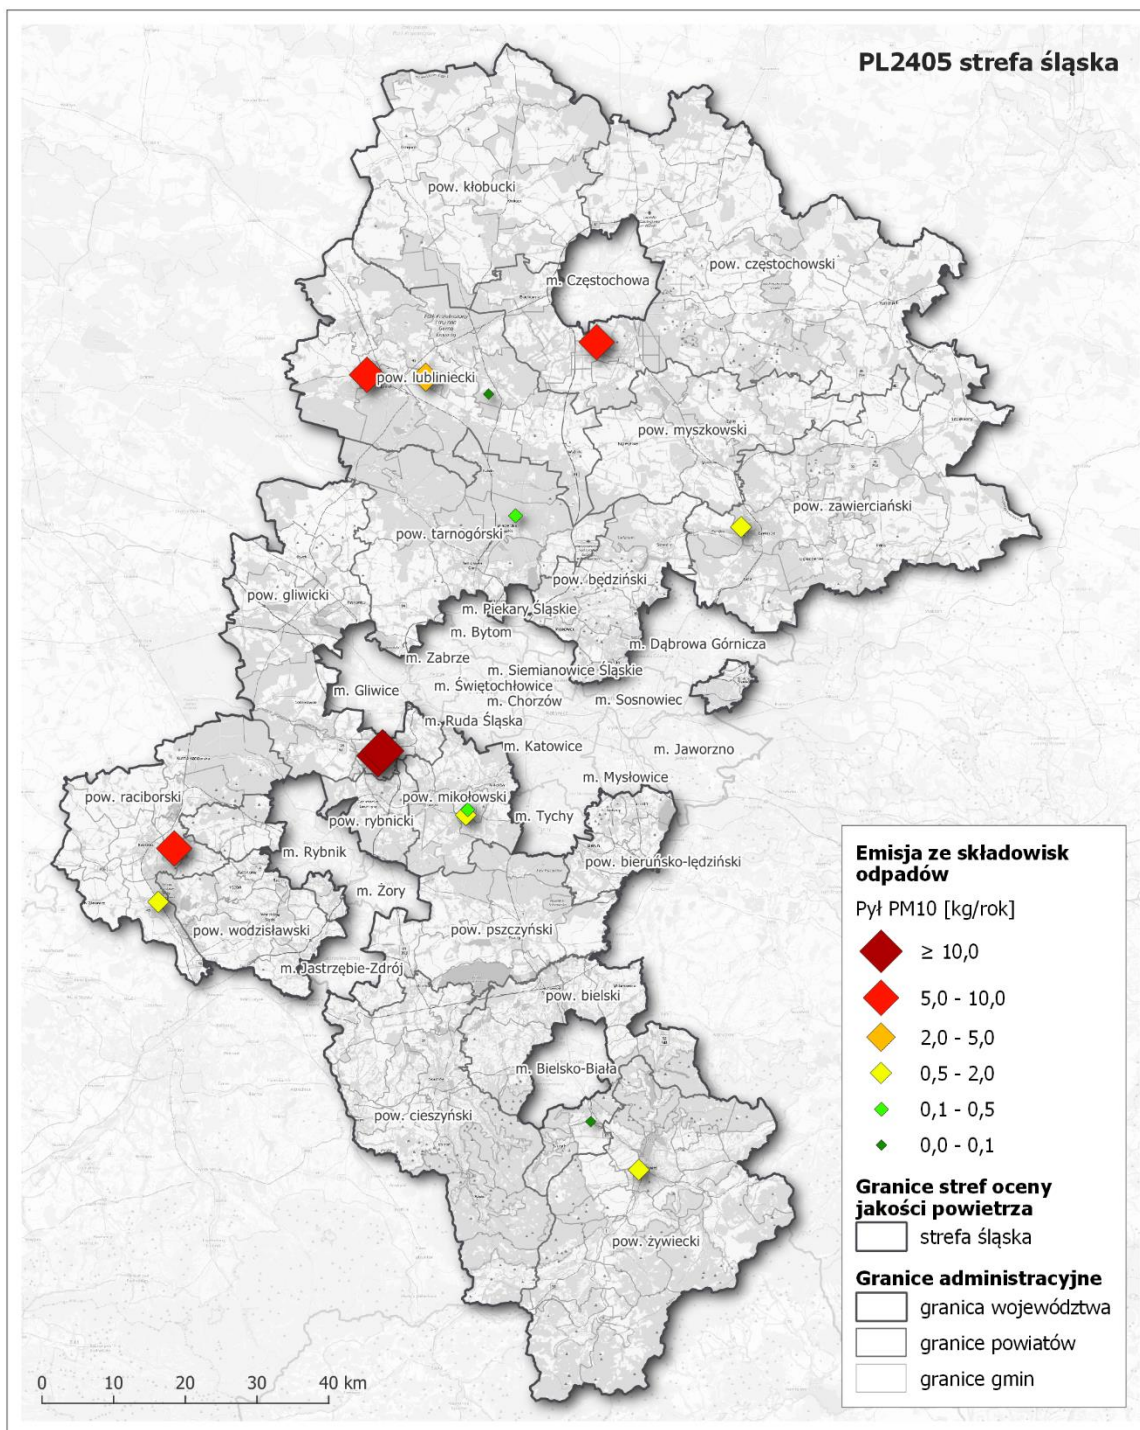 PL2405 strefa śląska
pow. kłobucki
pow. częstochowski
m. Częstochowa
pow. lubliniecki
pow. myszkowski
pow. zawierciański
pow. tarnogórski
pow. będziński
pow. gliwicki
m. Piekary Śląskie
m. Bytom
m. Dąbrowa Górnicza
m. Zabrze
m. Siemianowice Śląskie
m. Świętochłowice
m. Gliwice
m. Chorzów
m. Sosnowiec
m. Ruda Śląska
m. Katowice
m. Jaworzno
m. Mysłowice
pow. raciborski
pow. mikołowski
pow. rybnicki
m. Tychy
m. Rybnik
pow. bieruńsko-lędziński
m. Żory
pow. wodzisławski
pow. pszczyński
m. Jastrzębie-Zdrój
pow. bielski
m. Bielsko-Biała
pow. cieszyński
pow. żywiecki
Emisja ze składowisk
odpadów
Pył PM10 [kg/rok]
≥ 10,0
5,0 - 10,0
2,0 - 5,0
0,5 - 2,0
0,1 - 0,5
0,0 - 0,1
Granice stref oceny
jakości powietrza
strefa śląska
Granice administracyjne
granica województwa
granice powiatów
granice gmin
0 10 20 40 km